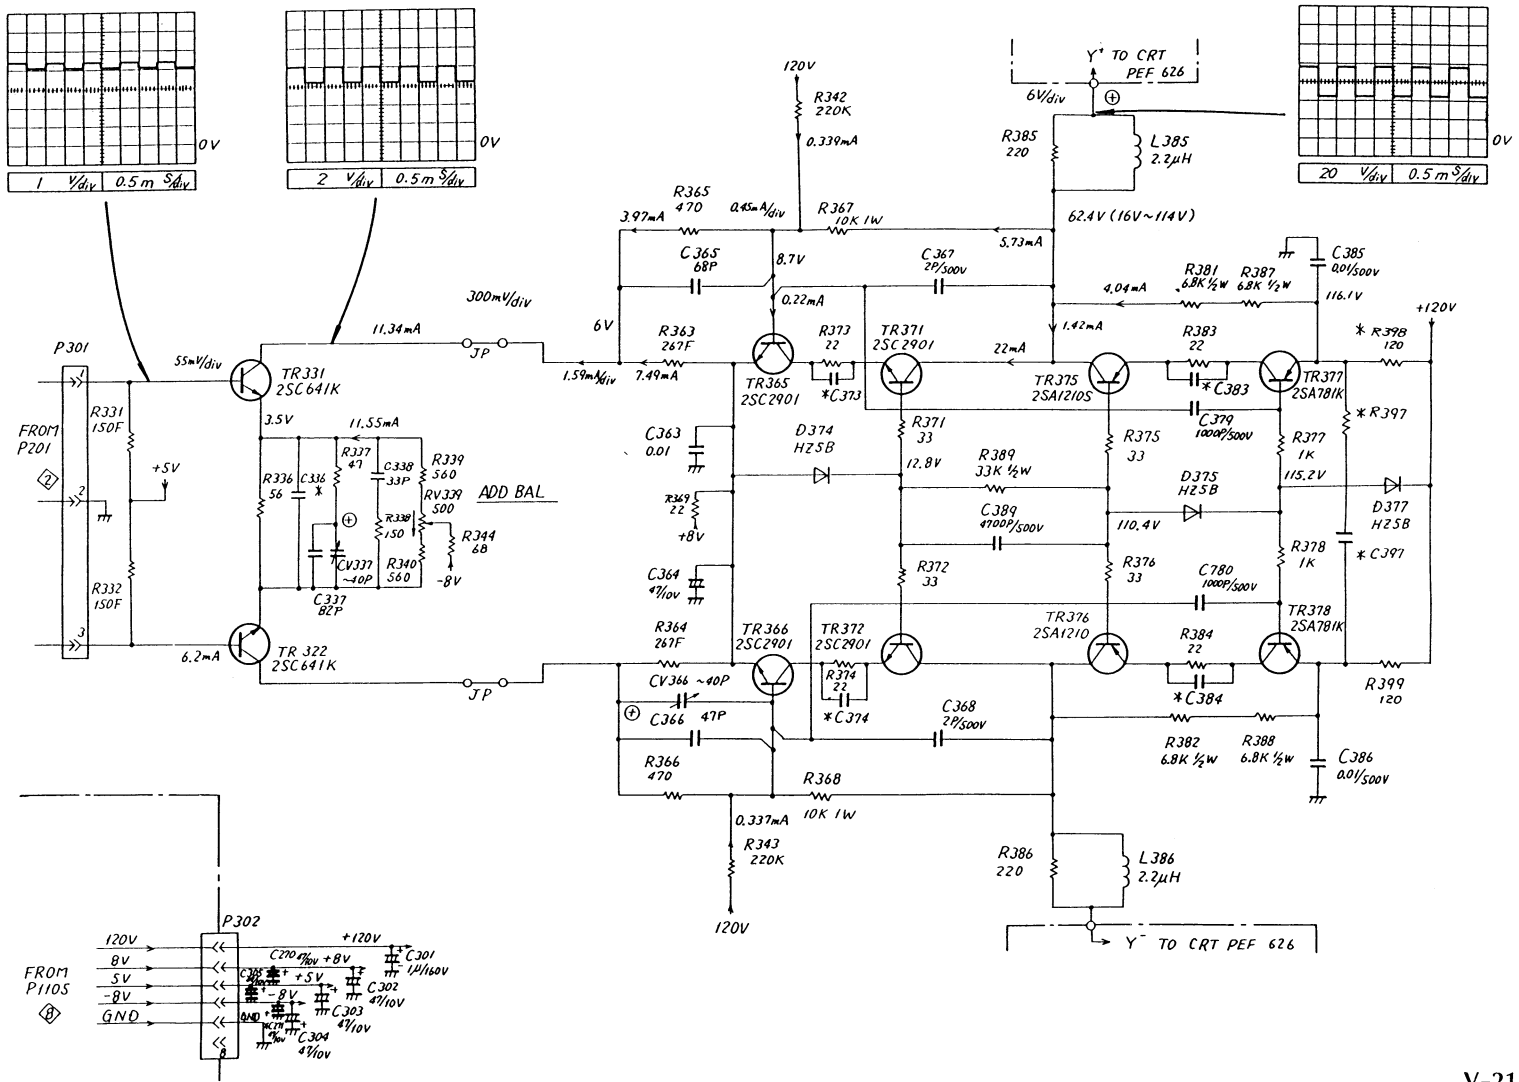 0V
1 V/div 0.5m S/div
0V
2 V/div 0.5m S/div
0V
20 V/div 0.5m S/div
Y+ TO CRT
PEF 626
6V/div
120V
R342
220K
0.339mA
R385
220
L385
2.2µH
62.4V (16V~114V)
R365
470
3.97mA
0.45mA/div
R367
10K 1W
5.73mA
C365
68P
8.7V
C367
2P/500V
0.22mA
4.04mA
R381
6.8K ½W
R387
6.8K ½W
C385
0.01/500V
116.1V
+120V
300mV/div
6V
11.34mA
JP
1.59mA/div
7.49mA
R363
267F
TR365
2SC2901
R373
22
*C373
TR371
2SC2901
22mA
1.42mA
TR375
2SA1210S
R383
22
*C383
TR377
2SA781K
* R398
120
*R397
C379
1000P/500V
P301
1
2
3
FROM
P201
2
55mV/div
R331
150F
+5V
R332
150F
TR331
2SC641K
3.5V
11.55mA
R336
56
C336
*
R337
47
C338
33P
R339
560
RV339
500
ADD BAL
R338
150
R344
68
-8V
CV337
~40P
R340
560
C337
82P
6.2mA
TR 322
2SC641K
JP
C363
0.01
R369
22
+8V
C364
47/10V
D374
HZ5B
R371
33
12.8V
R389
33K ½W
C389
4700P/500V
R372
33
R375
33
110.4V
R376
33
D375
HZ5B
R377
1K
115.2V
D377
HZ5B
R378
1K
* C397
C780
1000P/500V
R364
267F
TR366
2SC2901
TR372
2SC2901
R374
22
*C374
TR376
2SA1210
R384
22
*C384
TR378
2SA781K
R399
120
CV366 ~40P
C366
47P
C368
2P/500V
R366
470
R368
10K 1W
R382
6.8K ½W
R388
6.8K ½W
C386
0.01/500V
0.337mA
R343
220K
120V
R386
220
L386
2.2µH
Y- TO CRT PEF 626
P302
FROM
P1105
8
120V
8V
5V
-8V
GND
8
+120V
C301
1µ/160V
C270
47/10V
+8V
C302
47/10V
+5V
C303
47/10V
-8V
C304
47/10V
GND
V-21